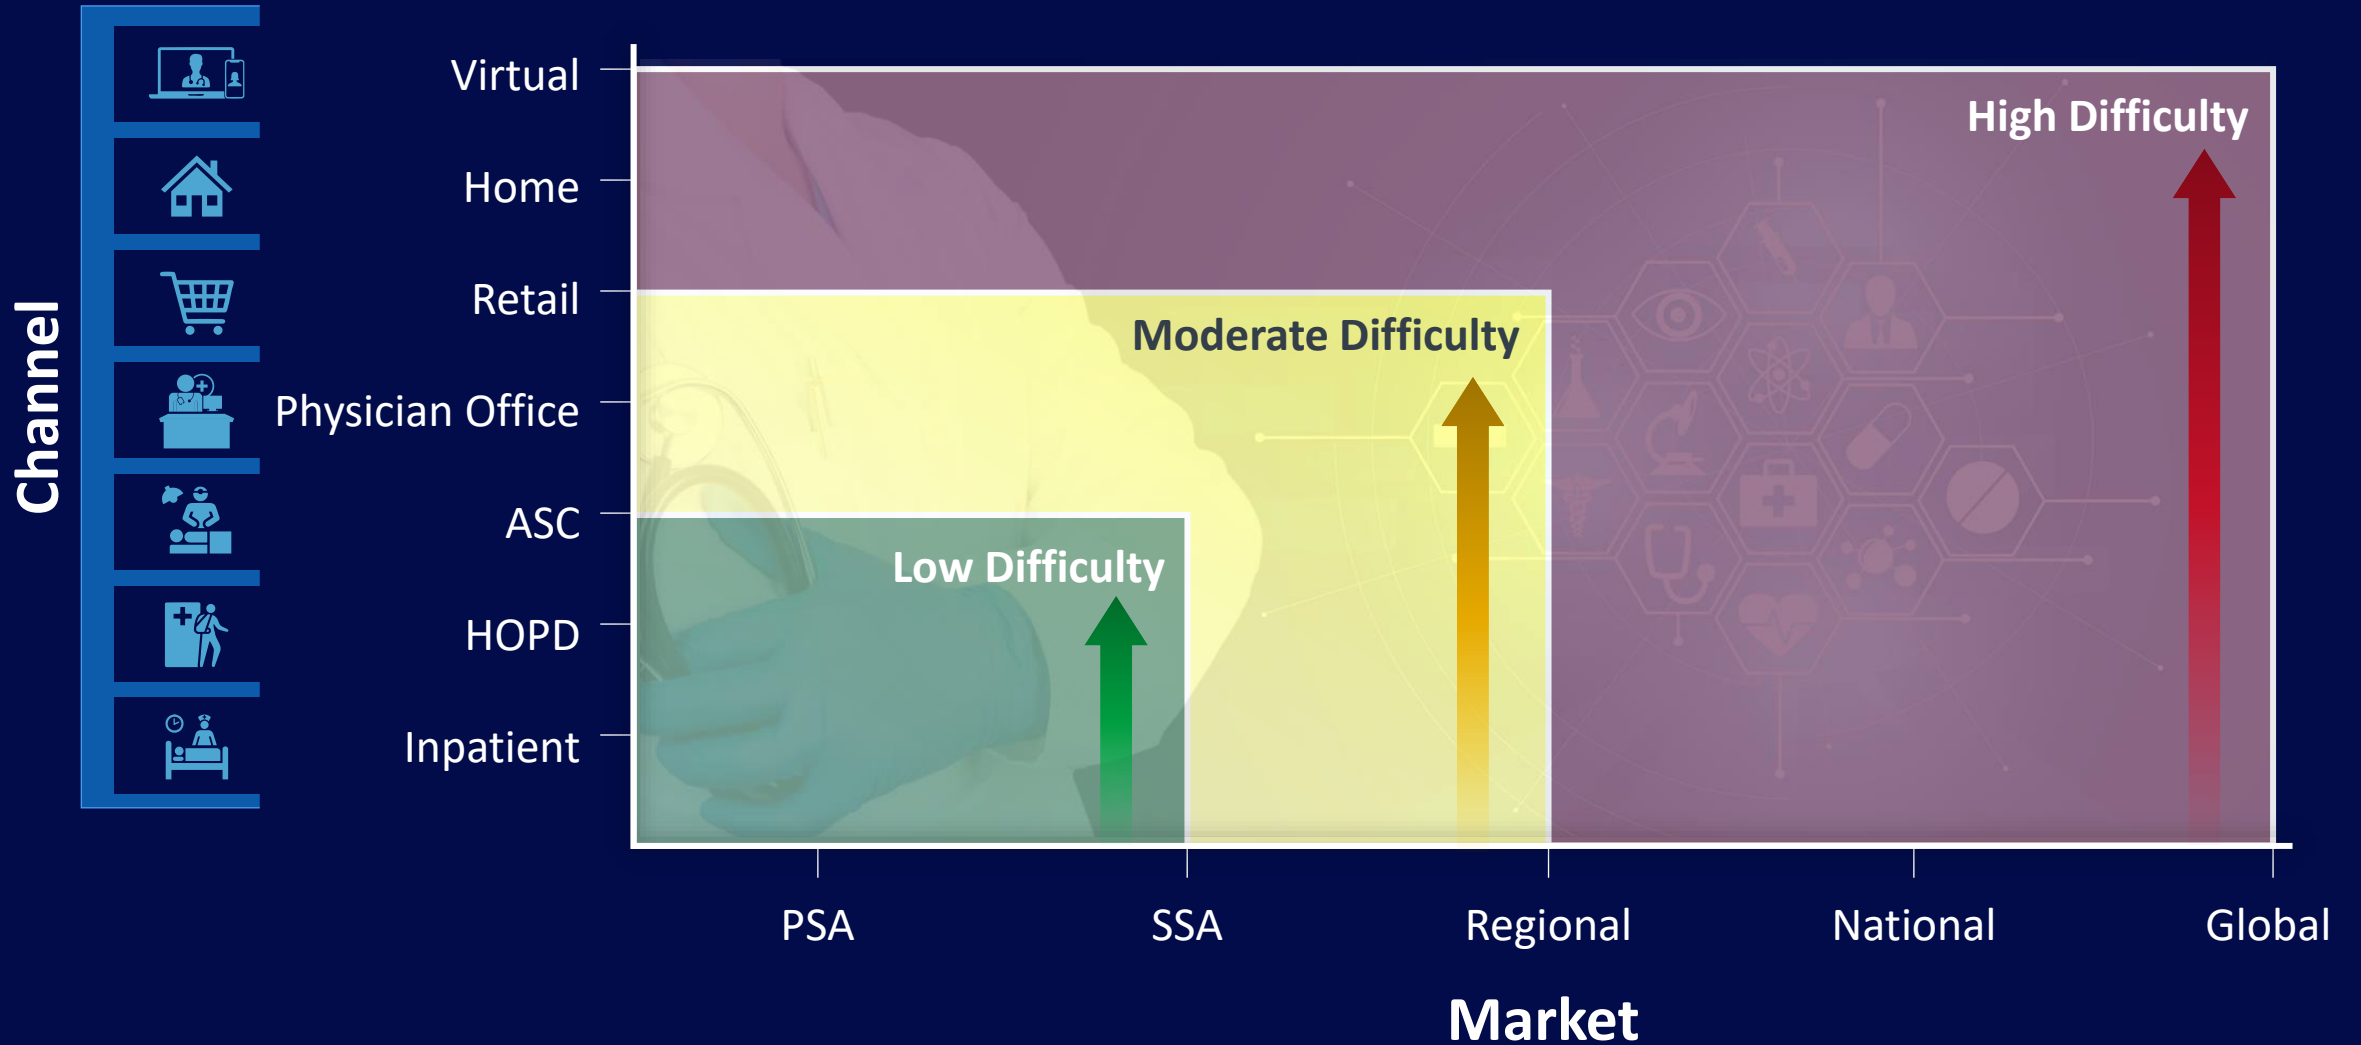 Channel
Virtual
Home
Retail
Physician Office
ASC
HOPD
Inpatient
High Difficulty
Moderate Difficulty
Low Difficulty
PSA
SSA
Regional
National
Global
Market